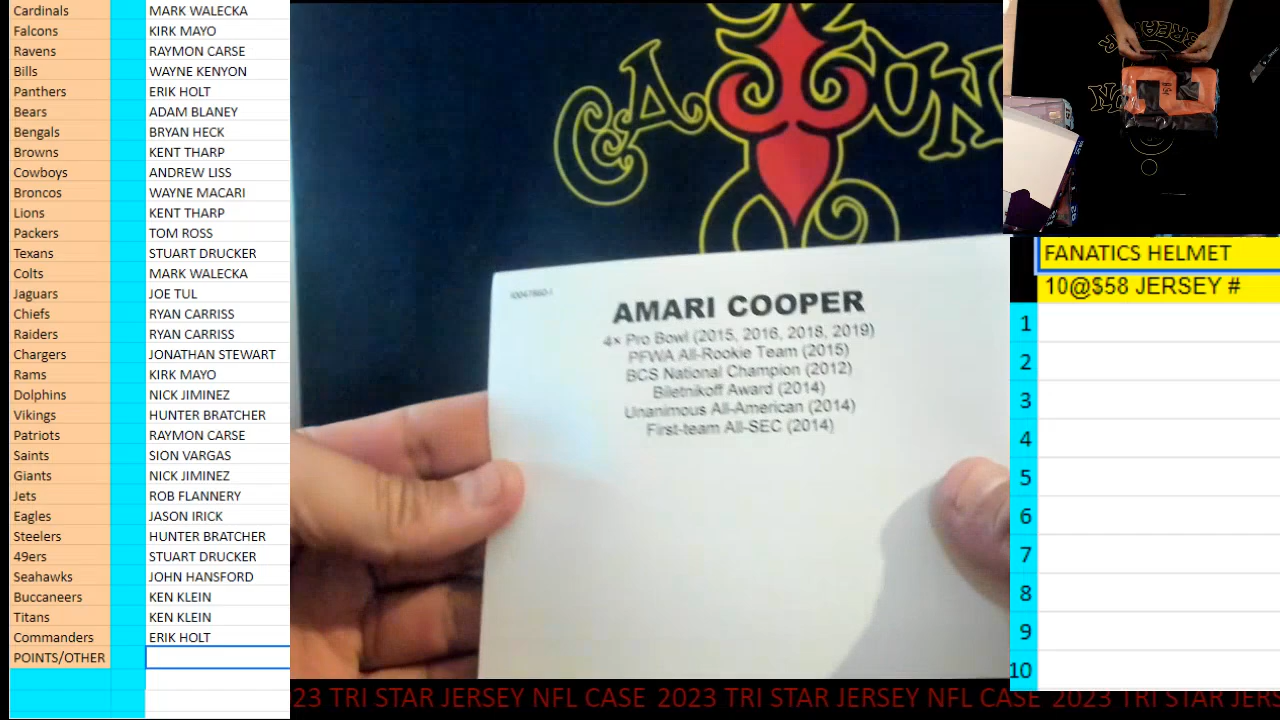 Cardinals MARK WALECKA
Falcons KIRK MAYO
Ravens RAYMON CARSE
Bills WAYNE KENYON
Panthers ERIK HOLT
Bears ADAM BLANEY
Bengals BRYAN HECK
Browns KENT THARP
Cowboys ANDREW LISS
Broncos WAYNE MACARI
Lions KENT THARP
Packers TOM ROSS
Texans STUART DRUCKER
Colts MARK WALECKA
Jaguars JOE TUL
Chiefs RYAN CARRISS
Raiders RYAN CARRISS
Chargers JONATHAN STEWART
Rams KIRK MAYO
Dolphins NICK JIMINEZ
Vikings HUNTER BRATCHER
Patriots RAYMON CARSE
Saints SION VARGAS
Giants NICK JIMINEZ
Jets ROB FLANNERY
Eagles JASON IRICK
Steelers HUNTER BRATCHER
49ers STUART DRUCKER
Seahawks JOHN HANSFORD
Buccaneers KEN KLEIN
Titans KEN KLEIN
Commanders ERIK HOLT
POINTS/OTHER
AMARI COOPER
4× Pro Bowl (2015, 2016, 2018, 2019)
PFWA All-Rookie Team (2015)
BCS National Champion (2012)
Biletnikoff Award (2014)
Unanimous All-American (2014)
First-team All-SEC (2014)
FANATICS HELMET
10@$58 JERSEY #
1
2
3
4
5
6
7
8
9
10
23 TRI STAR JERSEY NFL CASE 2023 TRI STAR JERSEY NFL CASE 2023 TRI STAR JERS